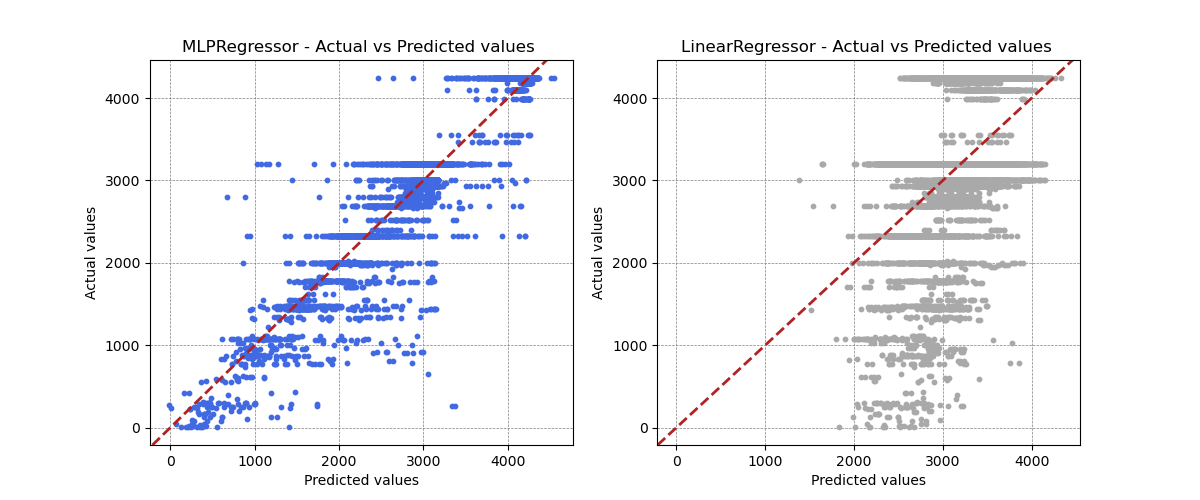 MLPRegressor - Actual vs Predicted values
Actual values
4000
3000
2000
1000
0
0 1000 2000 3000 4000
Predicted values
LinearRegressor - Actual vs Predicted values
Actual values
4000
3000
2000
1000
0
0 1000 2000 3000 4000
Predicted values